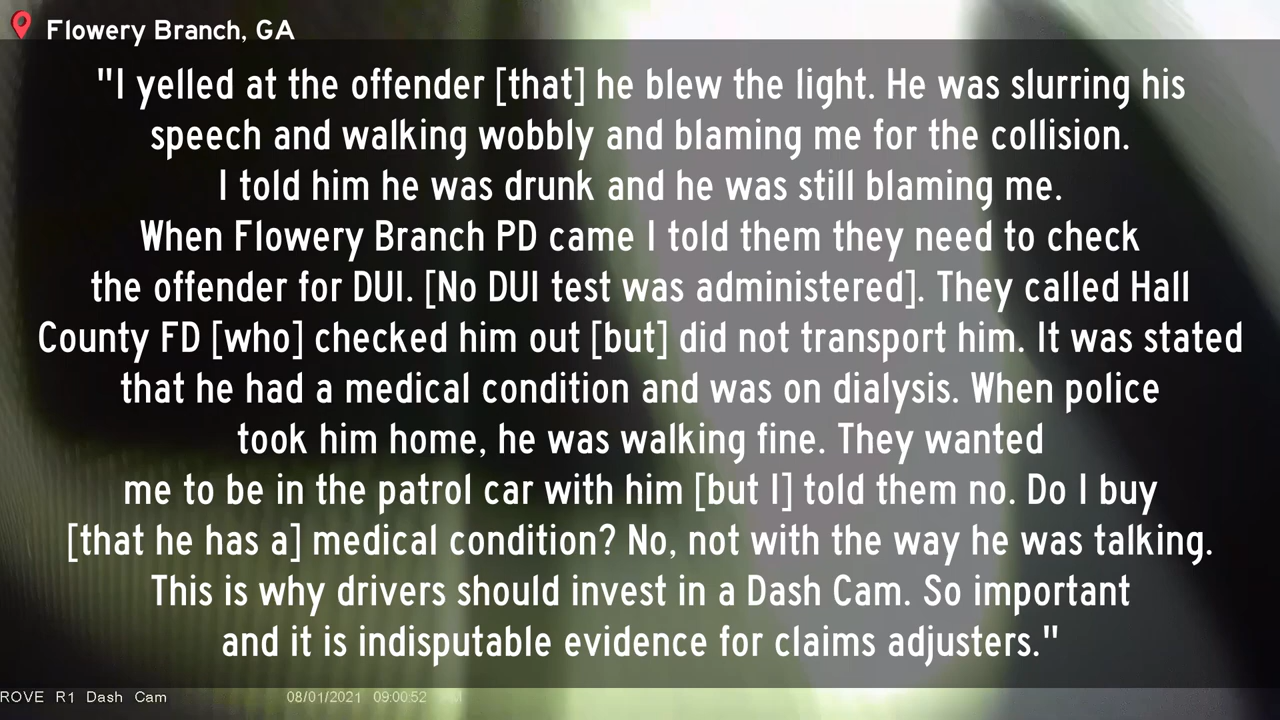 Flowery Branch, GA
"I yelled at the offender [that] he blew the light. He was slurring his
speech and walking wobbly and blaming me for the collision.
I told him he was drunk and he was still blaming me.
When Flowery Branch PD came I told them they need to check
the offender for DUI. [No DUI test was administered]. They called Hall
County FD [who] checked him out [but] did not transport him. It was stated
that he had a medical condition and was on dialysis. When police
took him home, he was walking fine. They wanted
me to be in the patrol car with him [but I] told them no. Do I buy
[that he has a] medical condition? No, not with the way he was talking.
This is why drivers should invest in a Dash Cam. So important
and it is indisputable evidence for claims adjusters."
ROVE R1 Dash Cam 08/01/2021 09:00:52